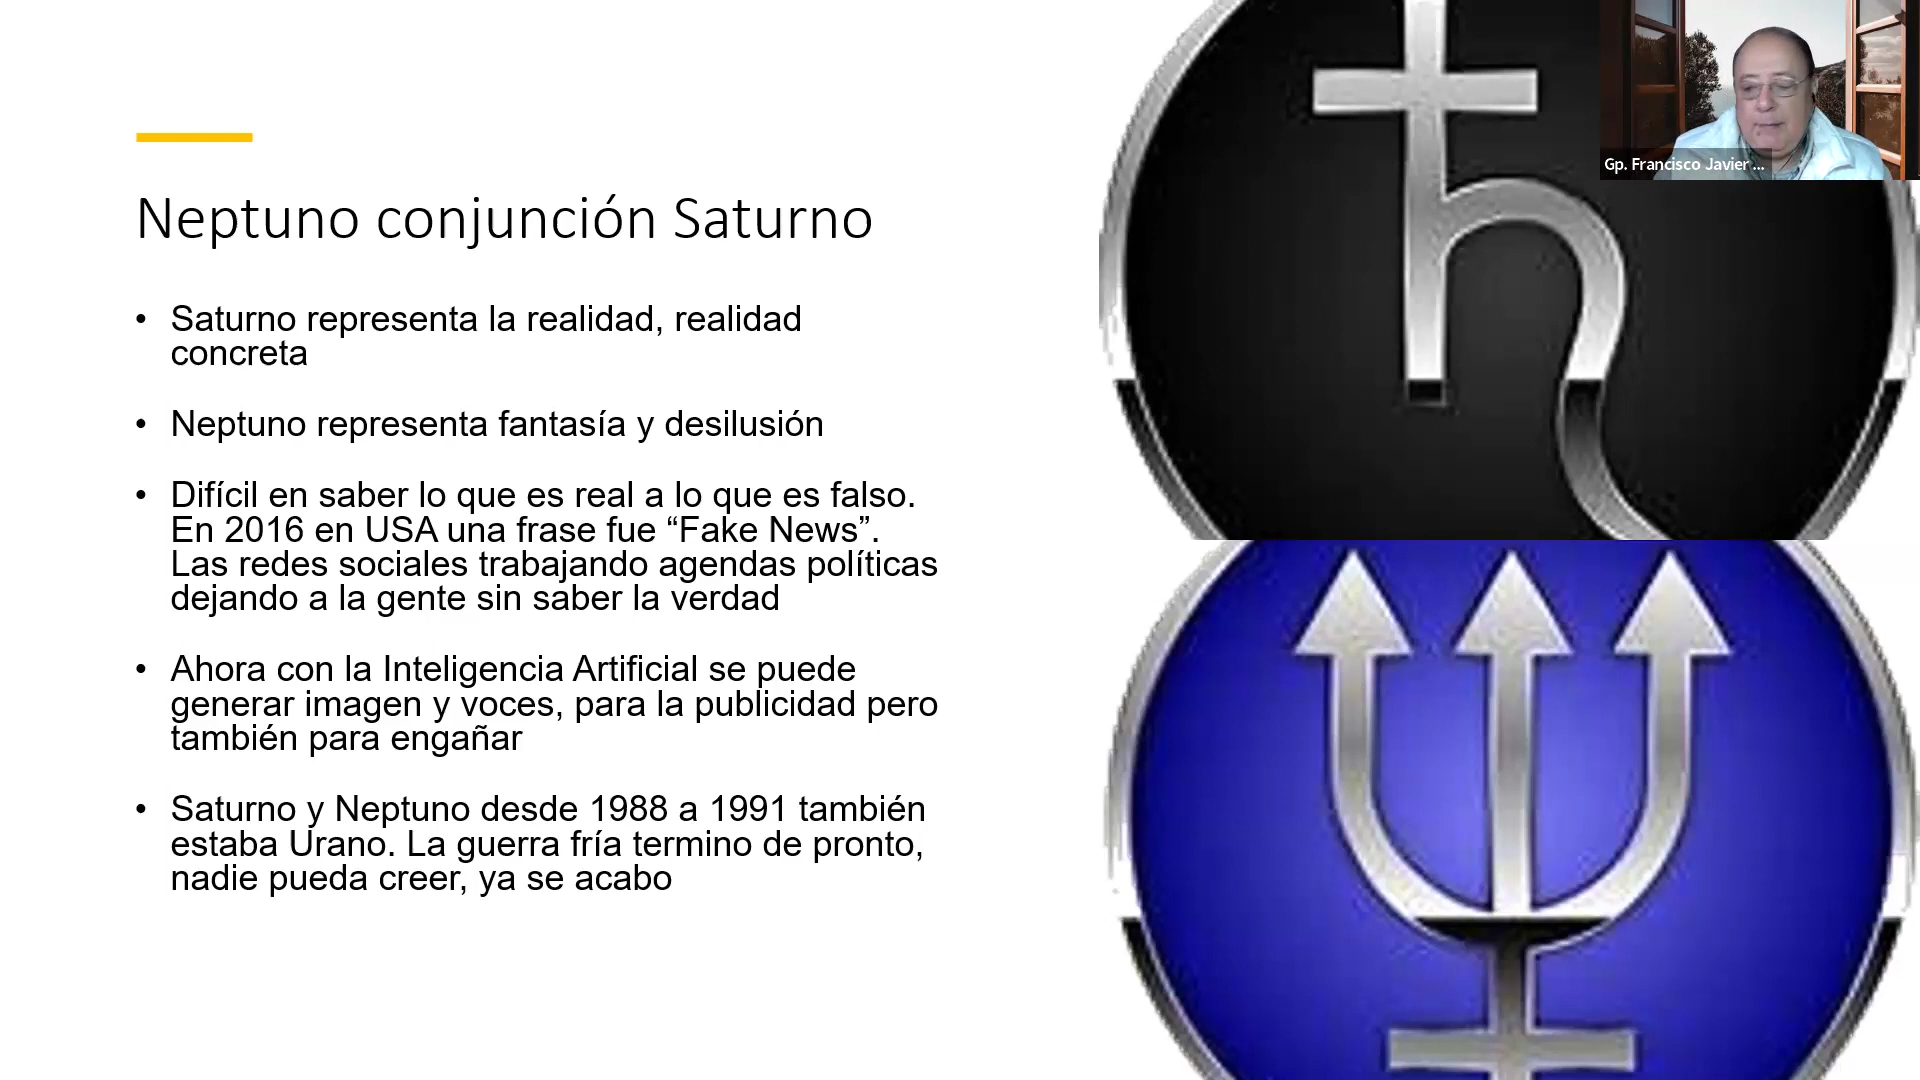 Neptuno conjunción Saturno
• Saturno representa la realidad, realidad
concreta
• Neptuno representa fantasía y desilusión
• Difícil en saber lo que es real a lo que es falso.
En 2016 en USA una frase fue “Fake News”.
Las redes sociales trabajando agendas políticas
dejando a la gente sin saber la verdad
• Ahora con la Inteligencia Artificial se puede
generar imagen y voces, para la publicidad pero
también para engañar
• Saturno y Neptuno desde 1988 a 1991 también
estaba Urano. La guerra fría termino de pronto,
nadie pueda creer, ya se acabo
Gp. Francisco Javier ...